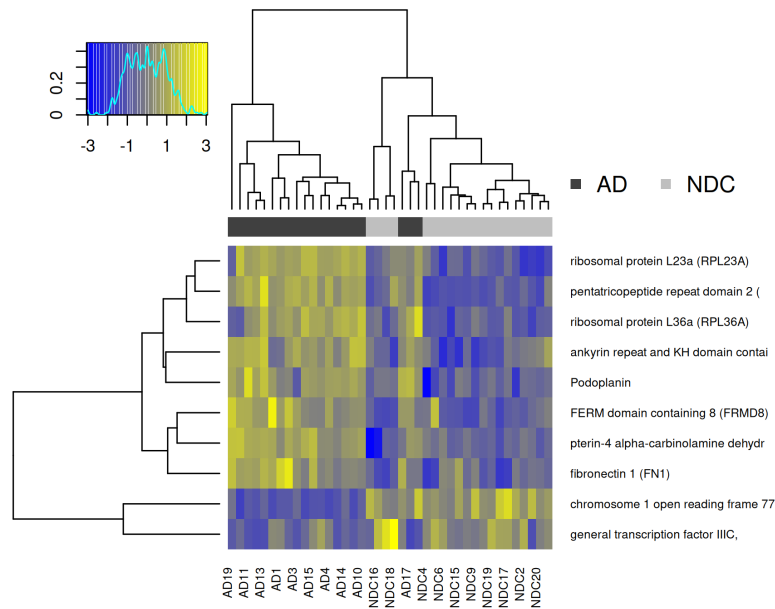 0 0.2
-3 -1 1 3
AD NDC
ribosomal protein L23a (RPL23A)
pentatricopeptide repeat domain 2 (
ribosomal protein L36a (RPL36A)
ankyrin repeat and KH domain contai
Podoplanin
FERM domain containing 8 (FRMD8)
pterin-4 alpha-carbinolamine dehydr
fibronectin 1 (FN1)
chromosome 1 open reading frame 77
general transcription factor IIIC,
AD19
AD11
AD13
AD1
AD3
AD15
AD4
AD14
AD10
NDC16
NDC18
AD17
NDC4
NDC6
NDC15
NDC9
NDC19
NDC17
NDC2
NDC20